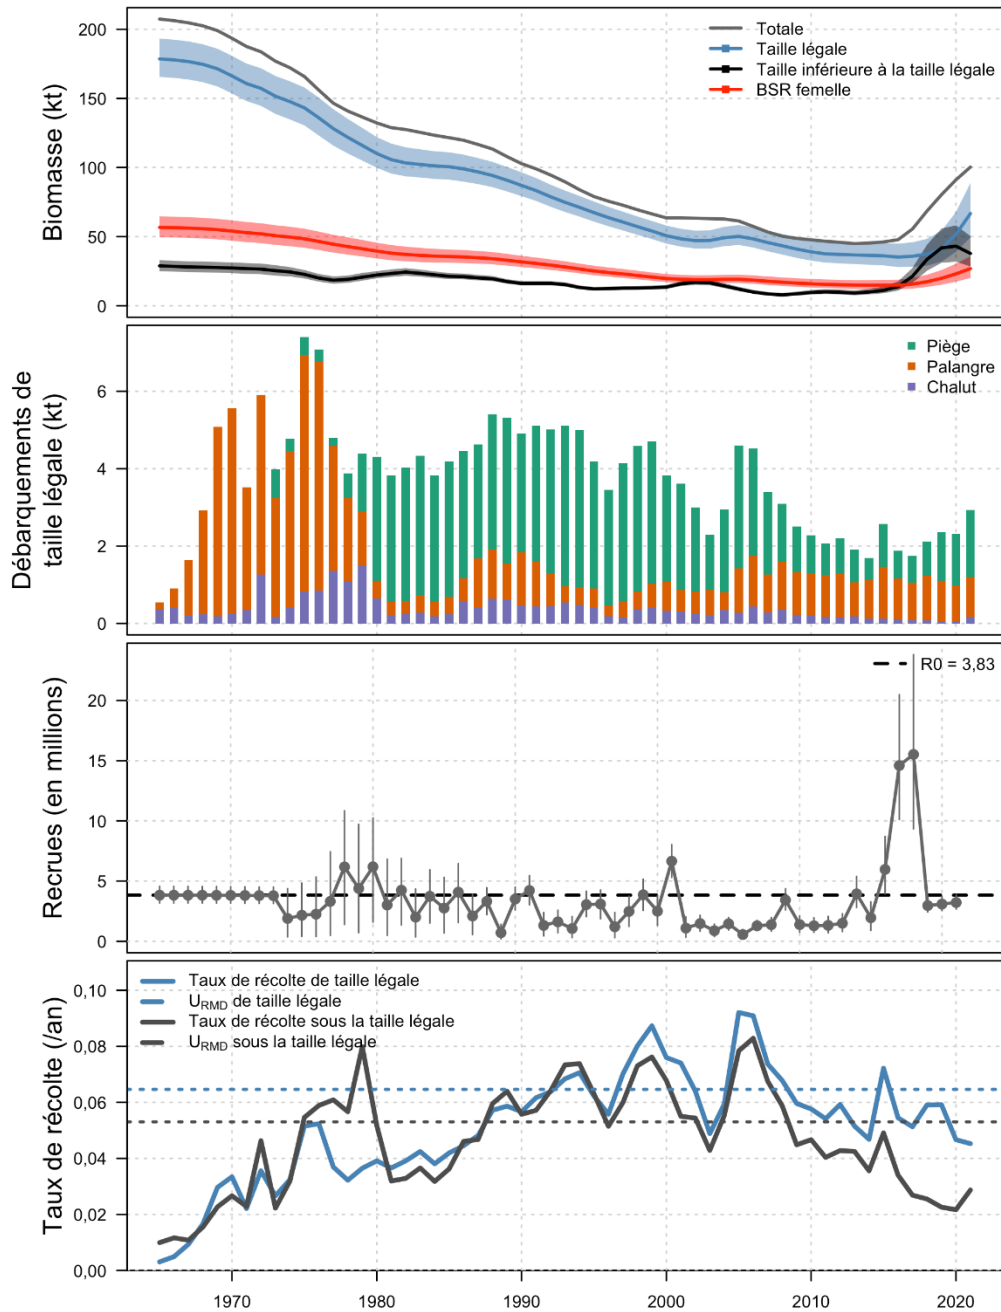 Biomasse (kt)
200
150
100
50
0
Totale
Taille légale
Taille inférieure à la taille légale
BSR femelle
Débarquements de
taille légale (kt)
6
4
2
0
Piège
Palangre
Chalut
Recrues (en millions)
20
15
10
5
0
R0 = 3,83
Taux de récolte (/an)
0,10
0,08
0,06
0,04
0,02
0,00
Taux de récolte de taille légale
URMD de taille légale
Taux de récolte sous la taille légale
URMD sous la taille légale
1970 1980 1990 2000 2010 2020